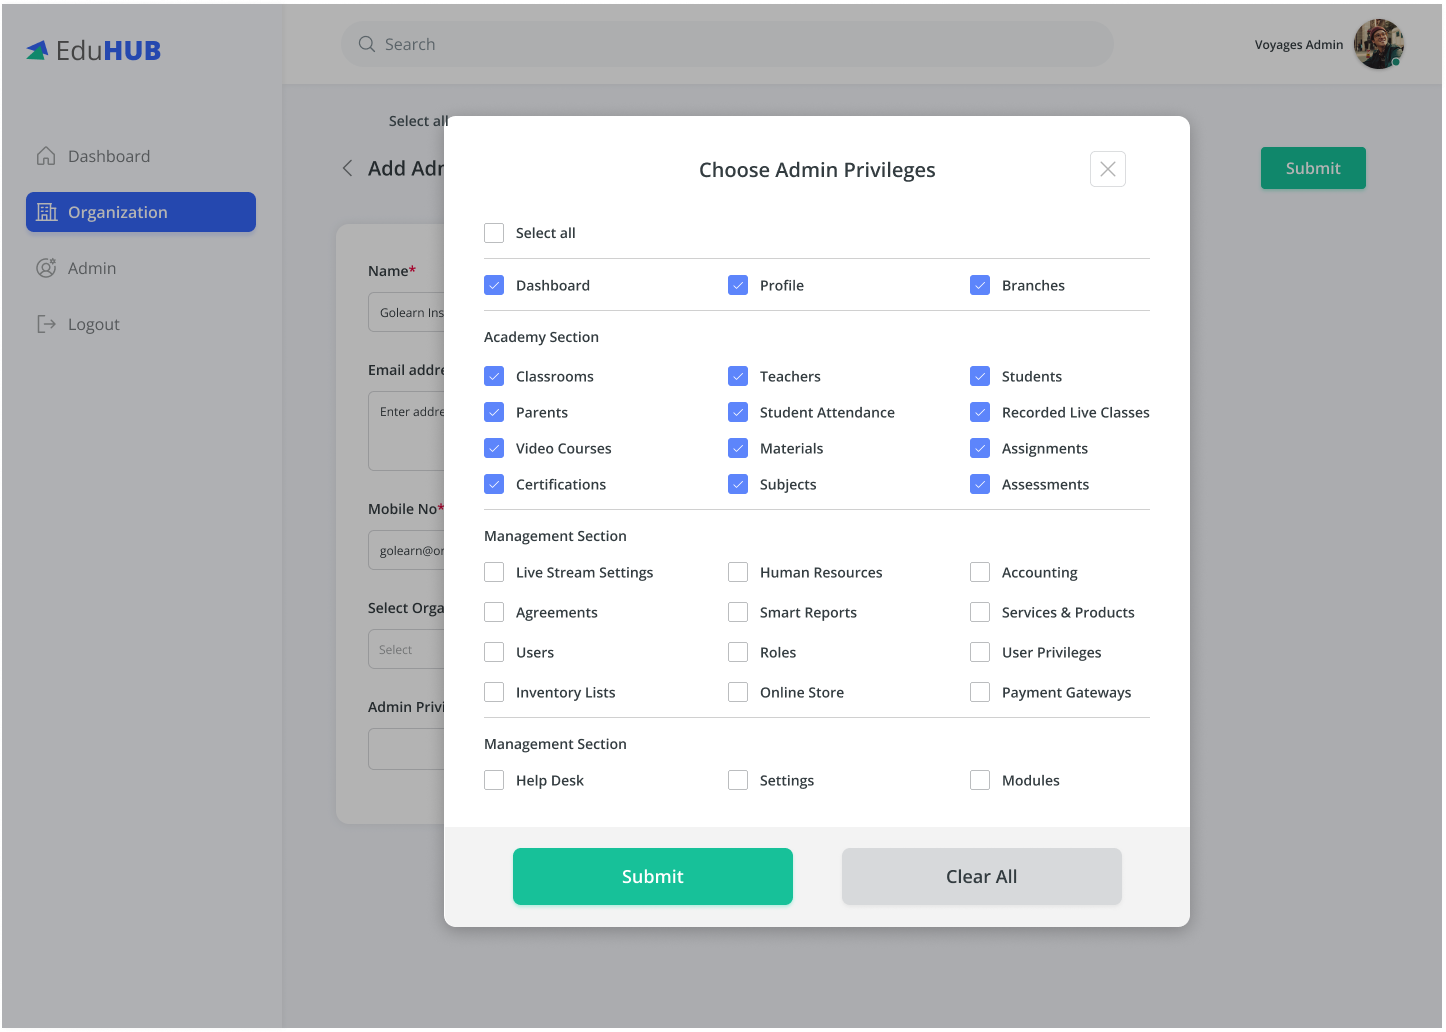 EduHUB
Search
Voyages Admin
Dashboard
Organization
Admin
Logout
Select all
Add Adr
Submit
Name*
Golearn Ins
Email addre
Enter addre
Mobile No*
golearn@or
Select Orga
Select
Admin Privi
Choose Admin Privileges
Select all
Dashboard Profile Branches
Academy Section
Classrooms Teachers Students
Parents Student Attendance Recorded Live Classes
Video Courses Materials Assignments
Certifications Subjects Assessments
Management Section
Live Stream Settings Human Resources Accounting
Agreements Smart Reports Services & Products
Users Roles User Privileges
Inventory Lists Online Store Payment Gateways
Management Section
Help Desk Settings Modules
Submit Clear All